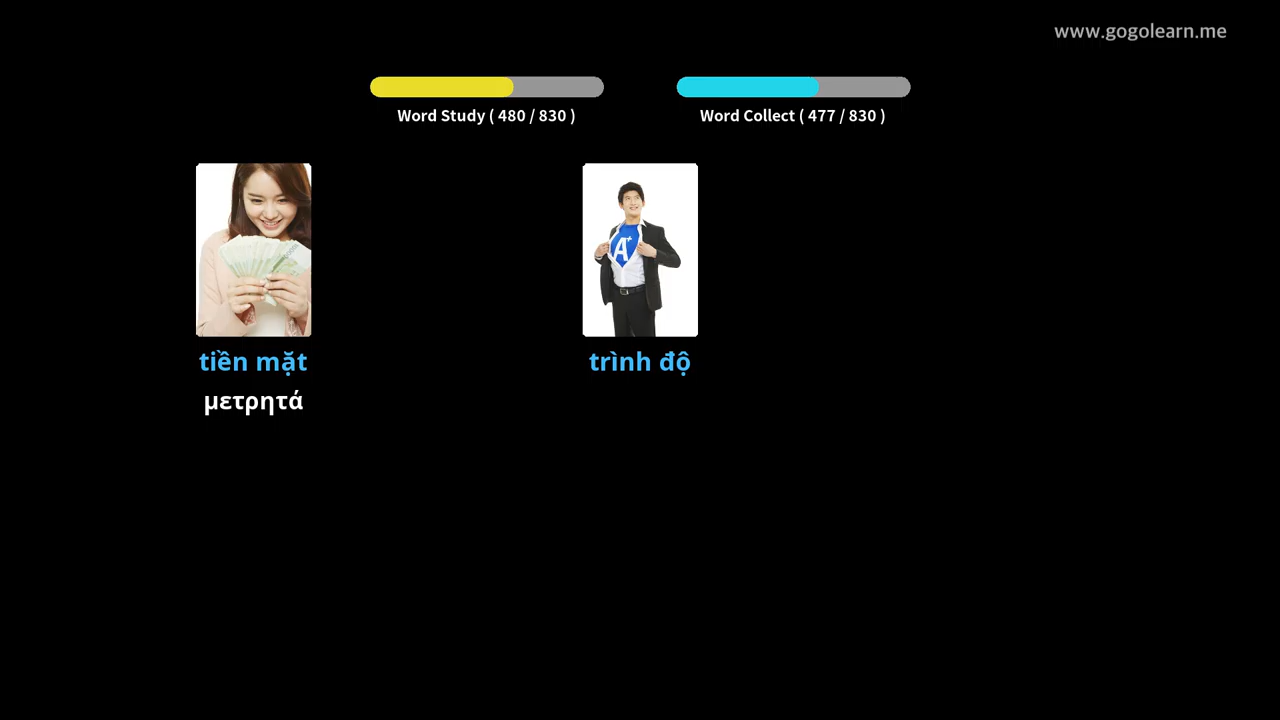 www.gogolearn.me
Word Study ( 480 / 830 )
Word Collect ( 477 / 830 )
A+
tiền mặt
trình độ
μετρητά